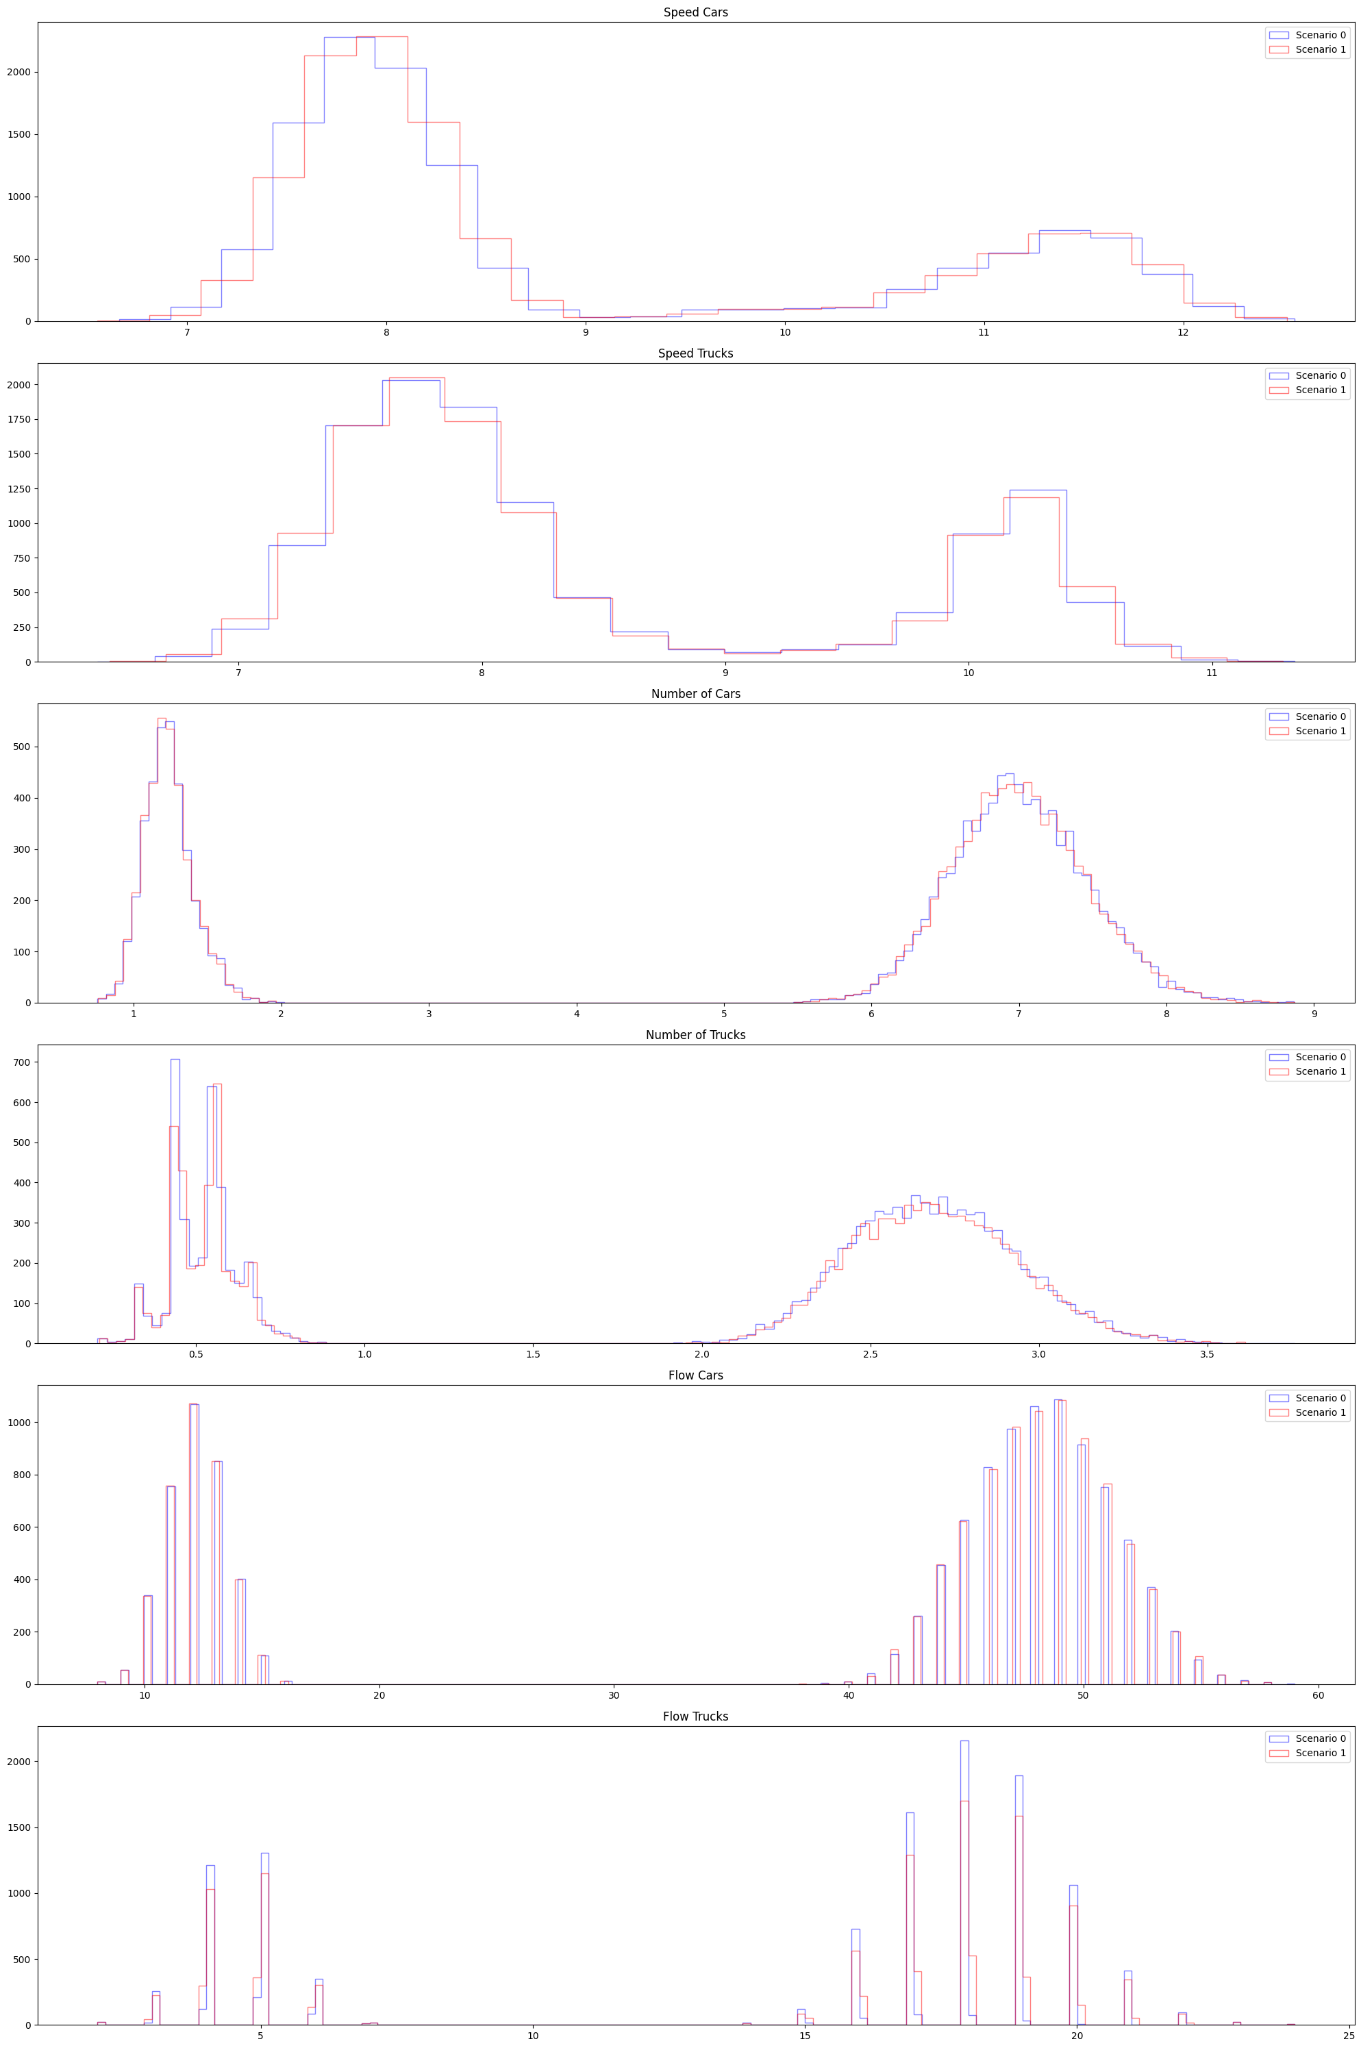 Speed Cars
Scenario 0
Scenario 1
2000
1500
1000
500
0
7 8 9 10 11 12
Speed Trucks
Scenario 0
Scenario 1
2000
1750
1500
1250
1000
750
500
250
0
7 8 9 10 11
Number of Cars
Scenario 0
Scenario 1
500
400
300
200
100
0
1 2 3 4 5 6 7 8 9
Number of Trucks
Scenario 0
Scenario 1
700
600
500
400
300
200
100
0
0.5 1.0 1.5 2.0 2.5 3.0 3.5
Flow Cars
Scenario 0
Scenario 1
1000
800
600
400
200
0
10 20 30 40 50 60
Flow Trucks
Scenario 0
Scenario 1
2000
1500
1000
500
0
5 10 15 20 25